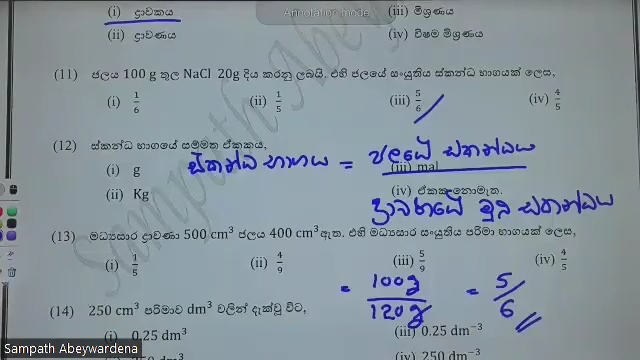 (i) ද්‍රාවකය (iii) මිශ්‍රණය
Annotation mode
(ii) ද්‍රාවණය (iv) විෂම මිශ්‍රණය
Sampath Abey
(11) ජලය 100 g තුල NaCl 20g දිය කරනු ලබයි. එහි ජලයේ සංයුතිය ස්කන්ධ භාගයක් ලෙස,
(i) 1/6 (ii) 1/5 (iii) 5/6 (iv) 4/5
(12) ස්කන්ධ භාගයේ සම්මත ඒකකය,
ස්කන්ධ භාගය = ජලයේ ස්කන්ධය
(i) g (iii) mal
(ii) Kg (iv) ඒකක නොමැත.
ද්‍රාවණයේ මුළු ස්කන්ධය
(13) මධ්‍යසාර ද්‍රාවණ 500 cm³ ජලය 400 cm³ ඇත. එහි මධ්‍යසාර සංයුතිය පරිමා භාගයක් ලෙස,
(i) 1/5 (ii) 4/9 (iii) 5/9 (iv) 4/5
= 100g/120g = 5/6
(14) 250 cm³ පරිමාව dm³ වලින් දැක්වූ විට,
(i) 0.25 dm³ (iii) 0.25 dm⁻³
(iv) 250 dm⁻³
Sampath Abeywardena